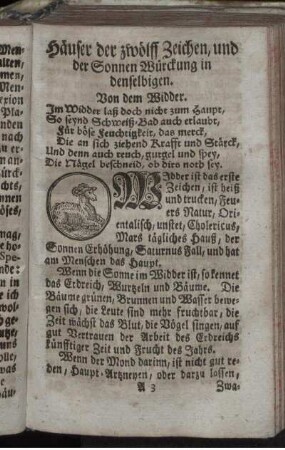 Häuser der zwölff Zeichen, und
der Sonnen Würckung in
denselbigen.
Von dem Widder.
Im Widder laß doch nicht zum Haupt,
So seynd Schweiß-Bad auch erlaubt,
Für böse Feuchtigkeit, das merck,
Die an sich ziehend Krafft und Stärck,
Und denn auch reuch, gurgel und spey,
Die Nägel beschneid, ob dirs noth sey.
Widder ist das erste
Zeichen, ist heiß
und trucken, Feu-
ers Natur, Ori-
entalisch, unstet, Cholericus,
Mars tägliches Hauß, der
Sonnen Erhöhung, Saturnus Fall, und hat
am Menschen das Haupt.
Wenn die Sonne im Widder ist, so kennet
das Erdreich, Wurtzeln und Bäume. Die
Bäume grünen, Brunnen und Wasser bewe-
gen sich, die Leute sind mehr fruchtbar, die
Zeit wächst das Blut, die Vögel singen, auf
gut Vertrauen der Arbeit des Erdreichs
künfftiger Zeit und Frucht des Jahrs.
Wenn der Mond darinn, ist nicht gut re-
den, Haupt-Artzneyen, oder darzu lassen,
A 3 Zwa-